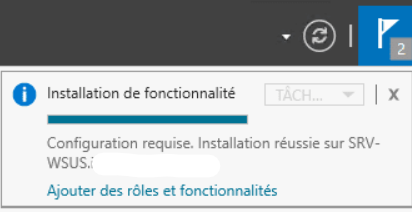 2
Installation de fonctionnalité
TÂCH...
X
Configuration requise. Installation réussie sur SRV-
WSUS.
Ajouter des rôles et fonctionnalités